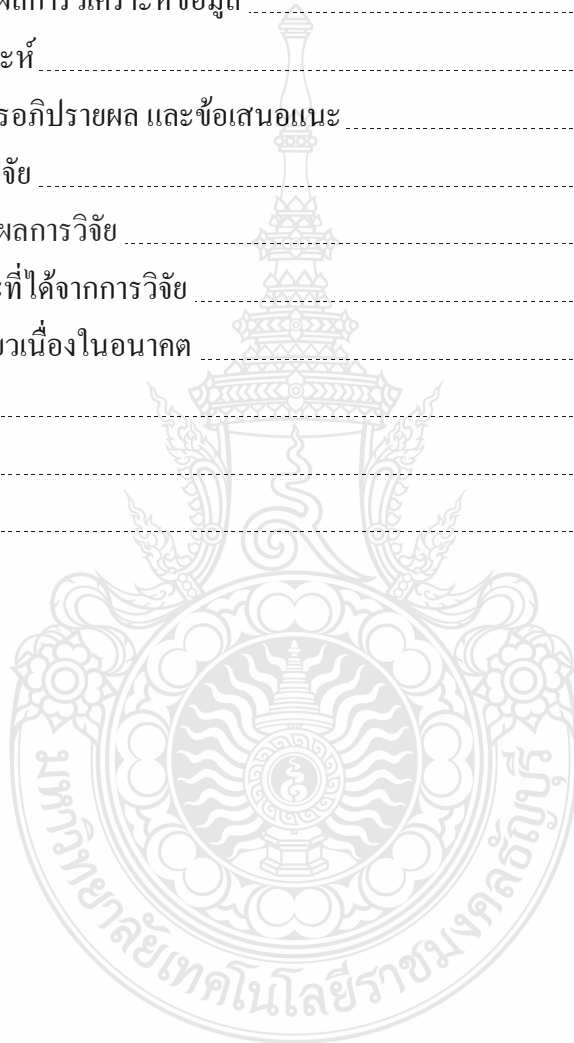 ผลการวิเคราะห์ข้อมูล
ะห์
รอภิปรายผล และข้อเสนอแนะ
วิจัย
ผลการวิจัย
ะที่ได้จากการวิจัย
ยวเนื่องในอนาคต
มหาวิทยาลัยเทคโนโลยีราชมงคลธัญบุรี